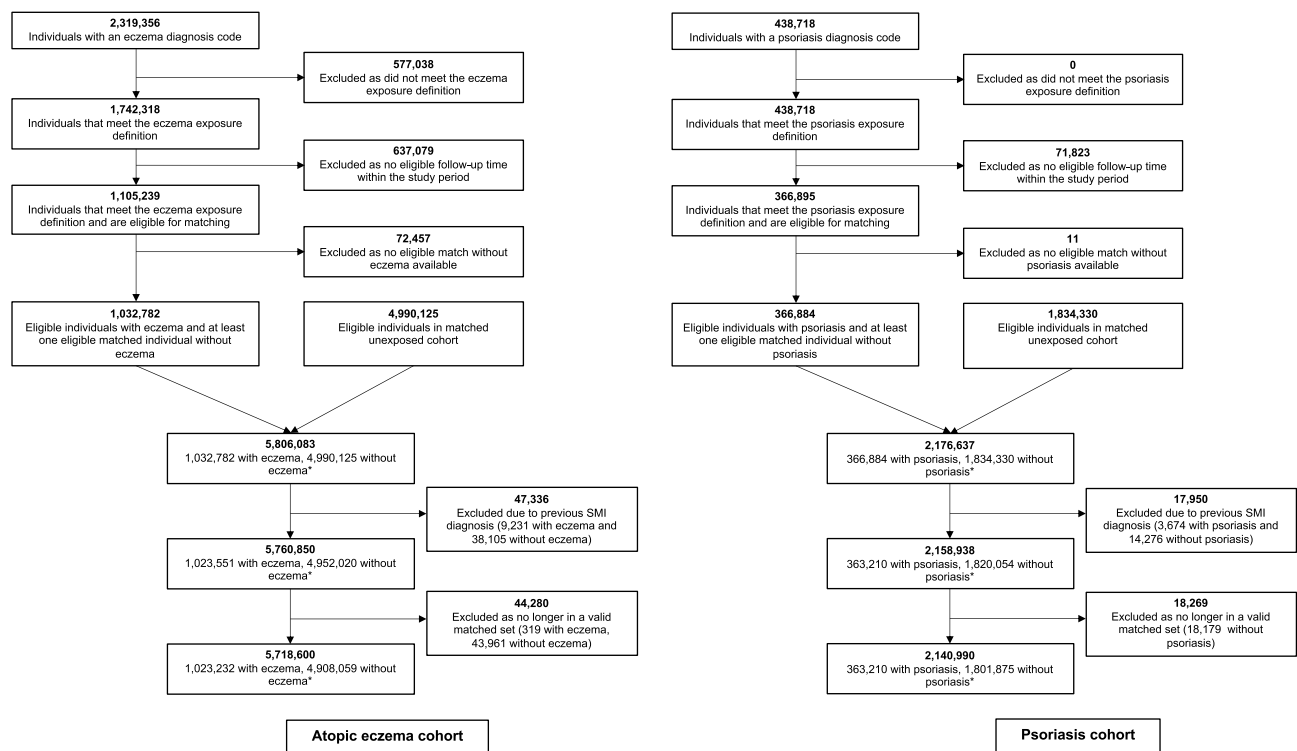 2,319,356
Individuals with an eczema diagnosis code
577,038
Excluded as did not meet the eczema
exposure definition
1,742,318
Individuals that meet the eczema exposure
definition
637,079
Excluded as no eligible follow-up time
within the study period
1,105,239
Individuals that meet the eczema exposure
definition and are eligible for matching
72,457
Excluded as no eligible match without
eczema available
1,032,782
Eligible individuals with eczema and at least
one eligible matched individual without
eczema
4,990,125
Eligible individuals in matched
unexposed cohort
5,806,083
1,032,782 with eczema, 4,990,125 without
eczema*
47,336
Excluded due to previous SMI
diagnosis (9,231 with eczema and
38,105 without eczema)
5,760,850
1,023,551 with eczema, 4,952,020 without
eczema*
44,280
Excluded as no longer in a valid
matched set (319 with eczema,
43,961 without eczema)
5,718,600
1,023,232 with eczema, 4,908,059 without
eczema*
Atopic eczema cohort
438,718
Individuals with a psoriasis diagnosis code
0
Excluded as did not meet the psoriasis
exposure definition
438,718
Individuals that meet the psoriasis exposure
definition
71,823
Excluded as no eligible follow-up time
within the study period
366,895
Individuals that meet the psoriasis exposure
definition and are eligible for matching
11
Excluded as no eligible match without
psoriasis available
366,884
Eligible individuals with psoriasis and at least
one eligible matched individual without
psoriasis
1,834,330
Eligible individuals in matched
unexposed cohort
2,176,637
366,884 with psoriasis, 1,834,330 without
psoriasis*
17,950
Excluded due to previous SMI
diagnosis (3,674 with psoriasis and
14,276 without psoriasis)
2,158,938
363,210 with psoriasis, 1,820,054 without
psoriasis*
18,269
Excluded as no longer in a valid
matched set (18,179 without
psoriasis)
2,140,990
363,210 with psoriasis, 1,801,875 without
psoriasis*
Psoriasis cohort